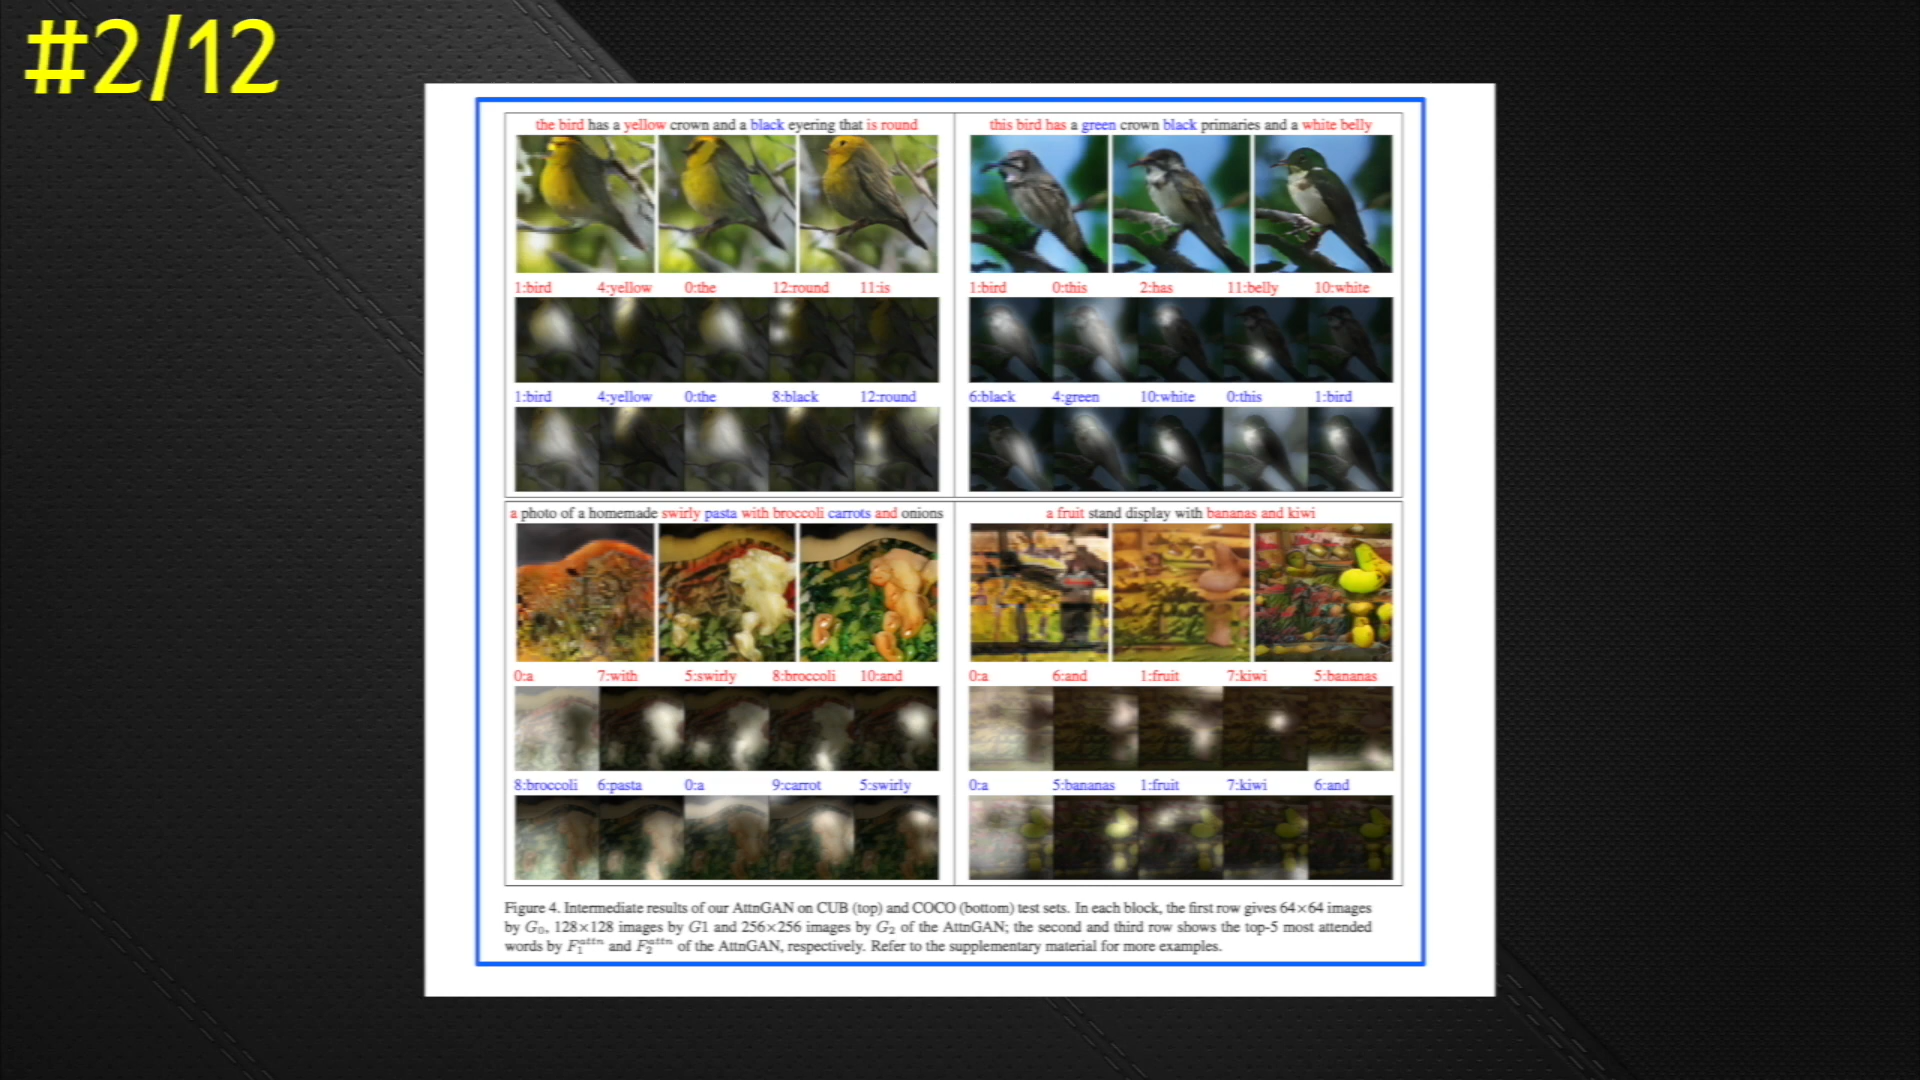 #2/12
the bird has a yellow crown and a black eyering that is round
1:bird 4:yellow 0:the 12:round 11:is
1:bird 4:yellow 0:the 8:black 12:round
this bird has a green crown black primaries and a white belly
1:bird 0:this 2:has 11:belly 10:white
6:black 4:green 10:white 0:this 1:bird
a photo of a homemade swirly pasta with broccoli carrots and onions
0:a 7:with 5:swirly 8:broccoli 10:and
8:broccoli 6:pasta 0:a 9:carrot 5:swirly
a fruit stand display with bananas and kiwi
0:a 6:and 1:fruit 7:kiwi 5:bananas
0:a 5:bananas 1:fruit 7:kiwi 6:and
Figure 4. Intermediate results of our AttnGAN on CUB (top) and COCO (bottom) test sets. In each block, the first row gives 64×64 images
by G₀, 128×128 images by G1 and 256×256 images by G₂ of the AttnGAN; the second and third row shows the top-5 most attended
words by F₁^attn and F₂^attn of the AttnGAN, respectively. Refer to the supplementary material for more examples.